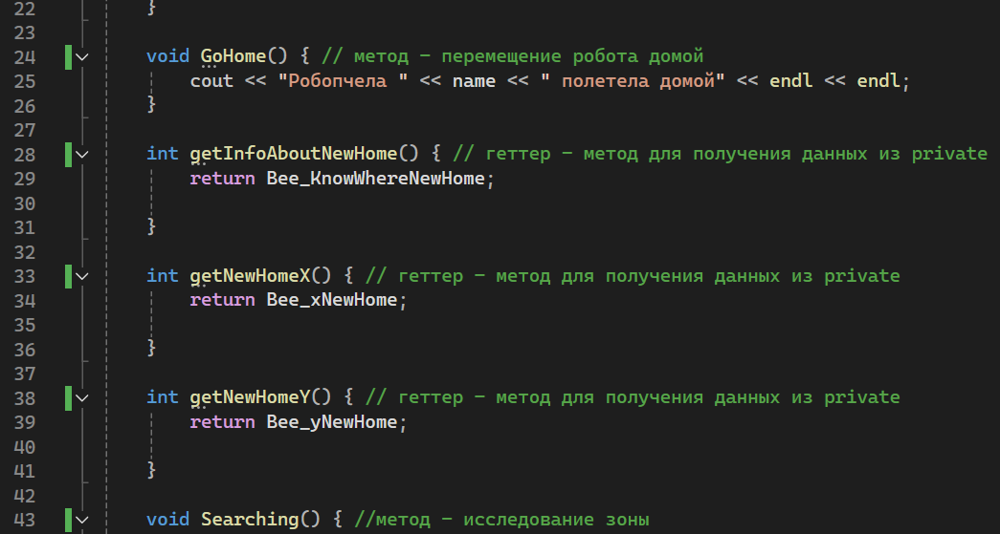 22 }
23
24 void GoHome() { // метод - перемещение робота домой
25 cout << "Робопчела " << name << " полетела домой" << endl << endl;
26 }
27
28 int getInfoAboutNewHome() { // геттер - метод для получения данных из private
29 return Bee_KnowWhereNewHome;
30
31 }
32
33 int getNewHomeX() { // геттер - метод для получения данных из private
34 return Bee_xNewHome;
35
36 }
37
38 int getNewHomeY() { // геттер - метод для получения данных из private
39 return Bee_yNewHome;
40
41 }
42
43 void Searching() { //метод - исследование зоны